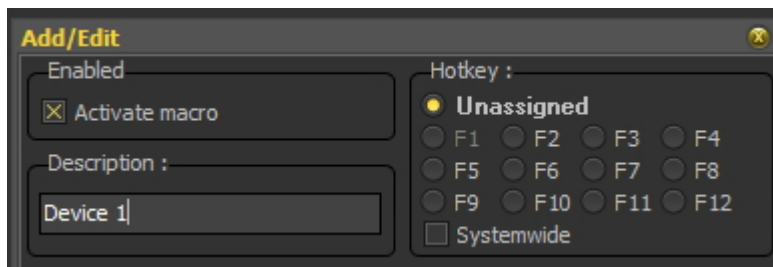 Add/Edit
Enabled
Activate macro
Description :
Device 1
Hotkey :
Unassigned
F1 F2 F3 F4
F5 F6 F7 F8
F9 F10 F11 F12
Systemwide